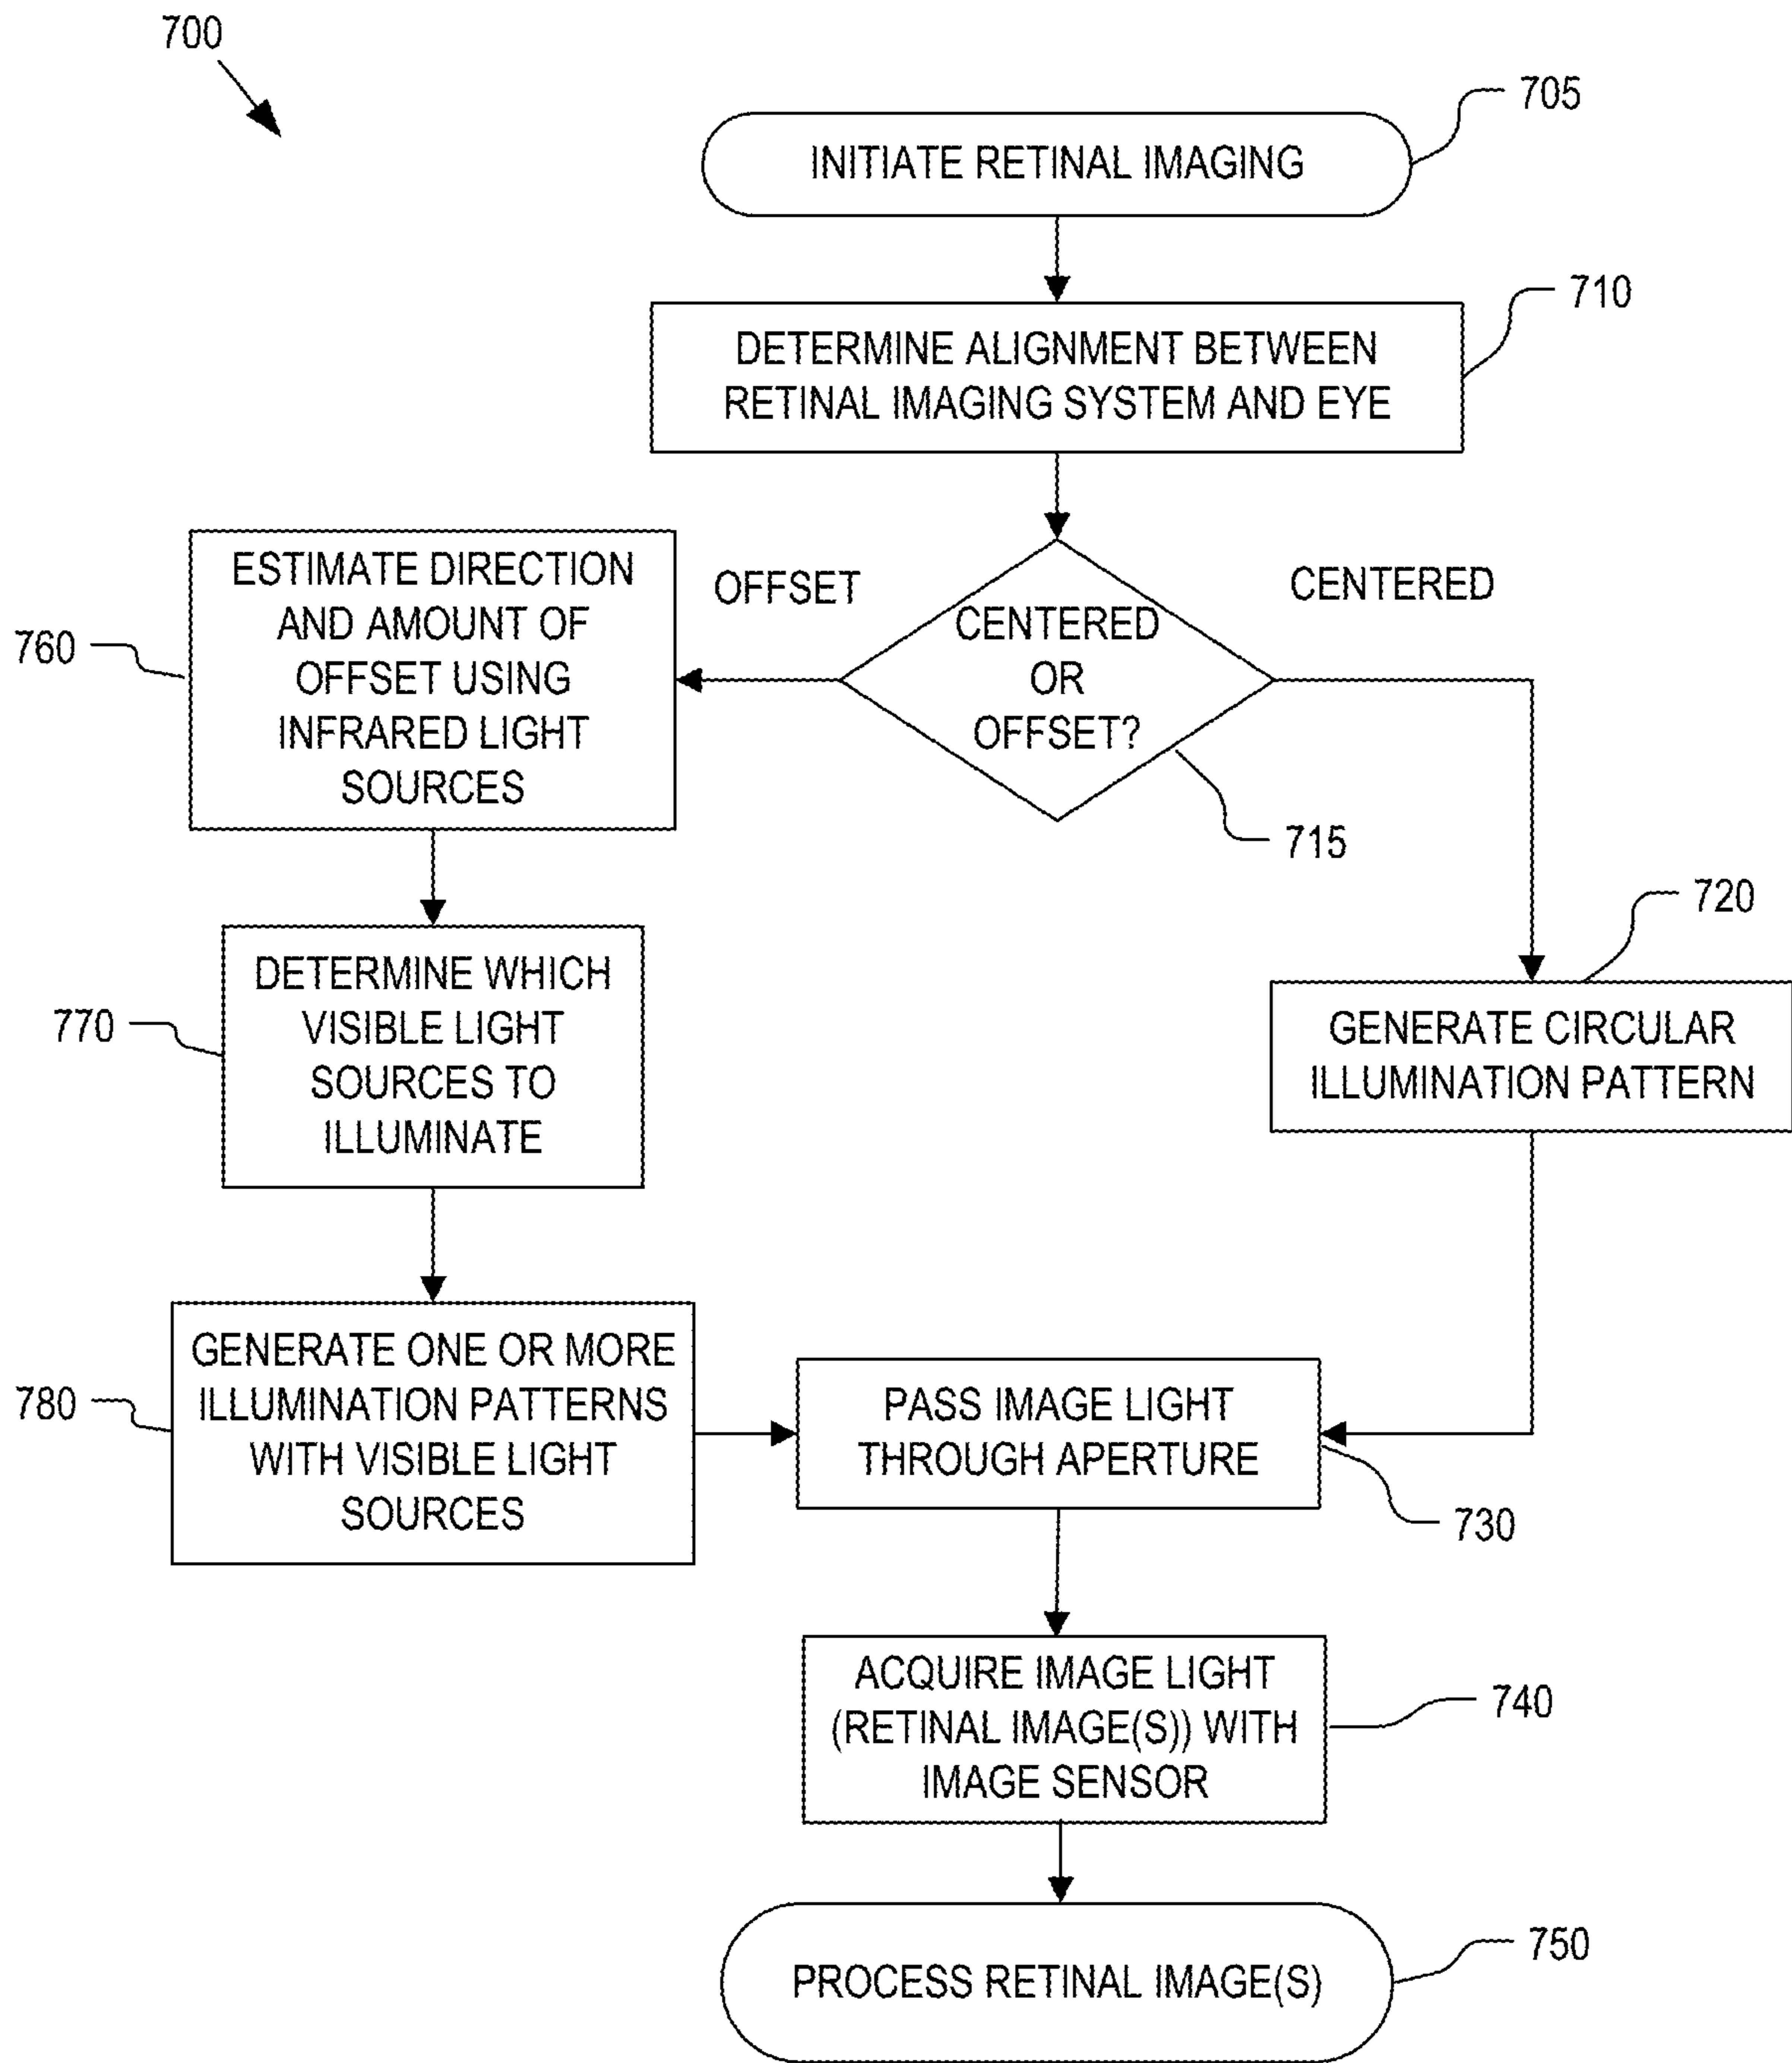 700
705
INITIATE RETINAL IMAGING
710
DETERMINE ALIGNMENT BETWEEN
RETINAL IMAGING SYSTEM AND EYE
OFFSET
CENTERED
CENTERED
OR
OFFSET?
715
760
ESTIMATE DIRECTION
AND AMOUNT OF
OFFSET USING
INFRARED LIGHT
SOURCES
720
GENERATE CIRCULAR
ILLUMINATION PATTERN
770
DETERMINE WHICH
VISIBLE LIGHT
SOURCES TO
ILLUMINATE
780
GENERATE ONE OR MORE
ILLUMINATION PATTERNS
WITH VISIBLE LIGHT
SOURCES
PASS IMAGE LIGHT
THROUGH APERTURE
730
ACQUIRE IMAGE LIGHT
(RETINAL IMAGE(S)) WITH
IMAGE SENSOR
740
PROCESS RETINAL IMAGE(S)
750